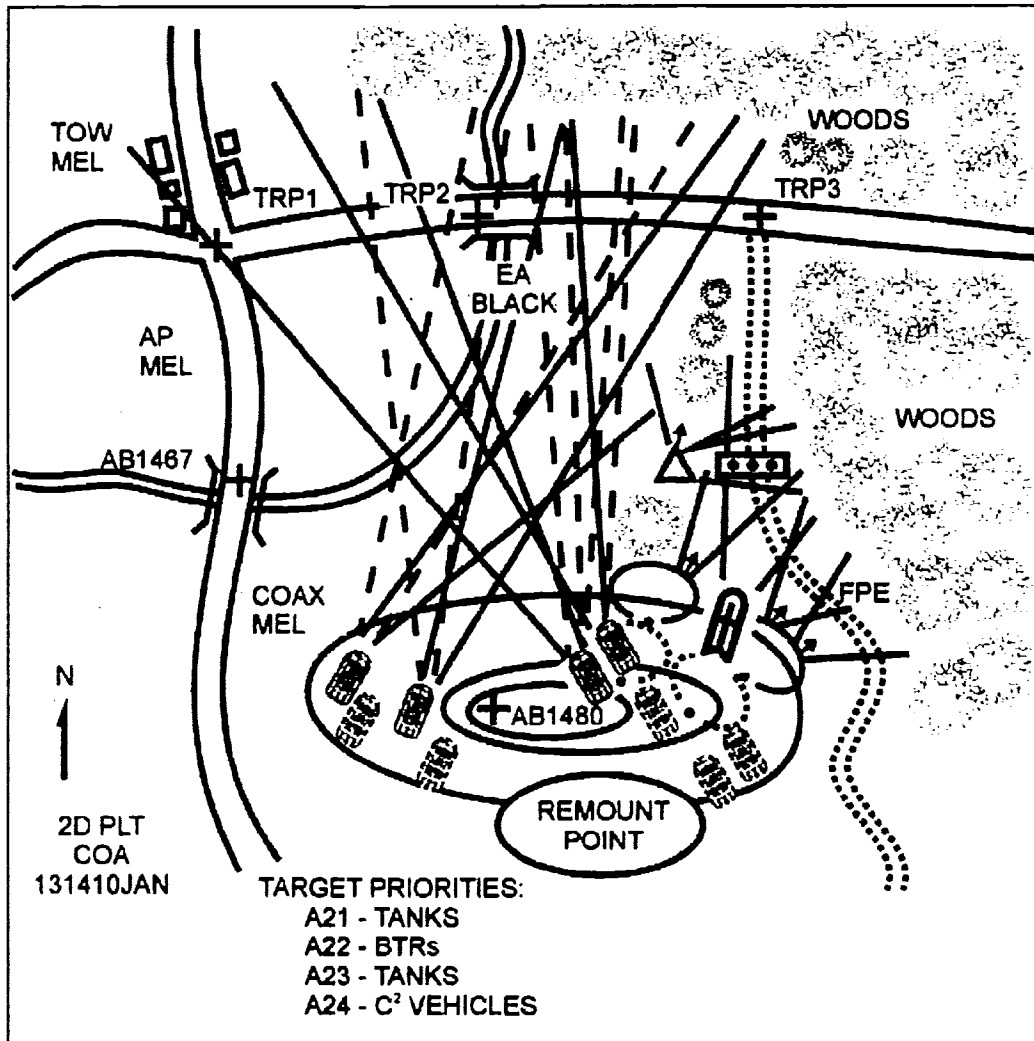 TOW
MEL
WOODS
TRP1
TRP2
TRP3
EA
BLACK
AP
MEL
WOODS
AB1467
COAX
MEL
FPE
N
AB1480
2D PLT
COA
131410JAN
REMOUNT
POINT
TARGET PRIORITIES:
A21 - TANKS
A22 - BTRs
A23 - TANKS
A24 - C² VEHICLES